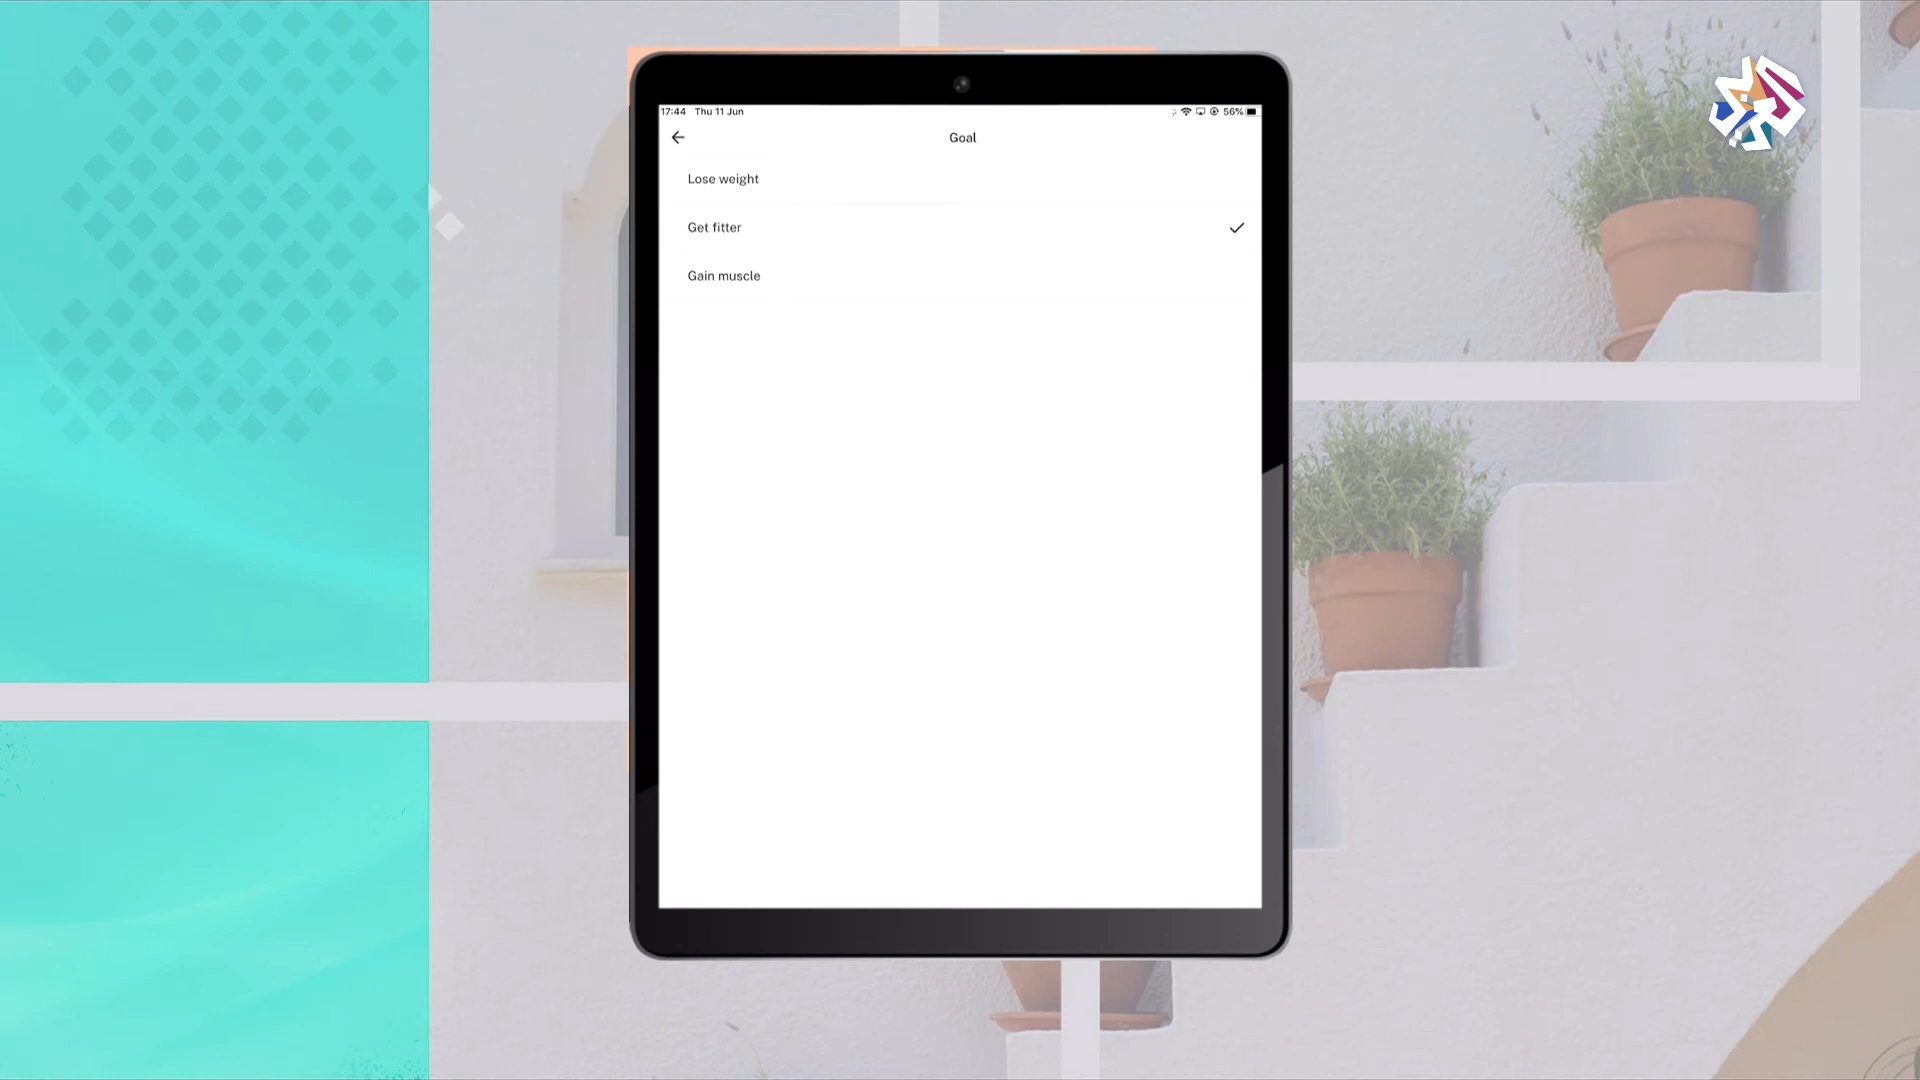 17:44 Thu 11 Jun 56%
Goal
Lose weight
Get fitter
Gain muscle